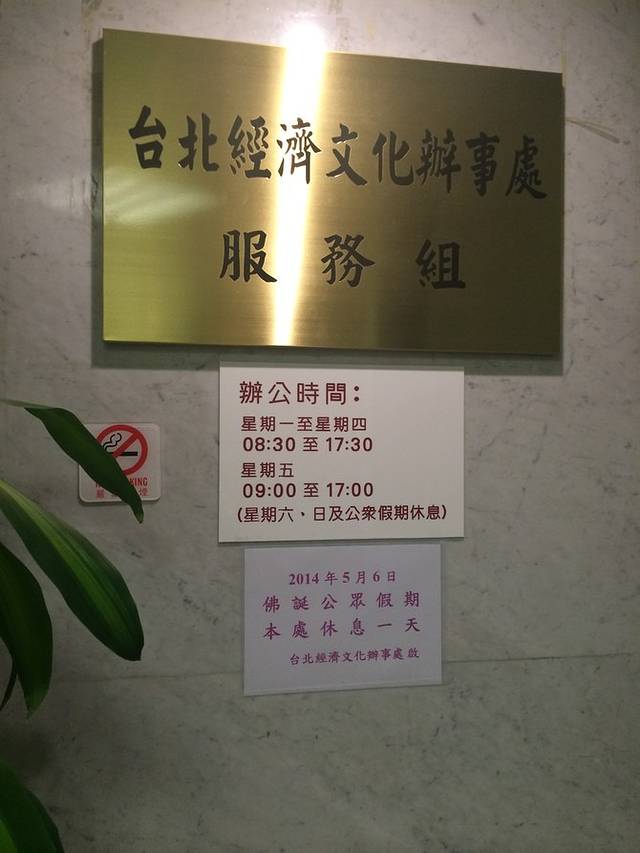 台北經濟文化辦事處
服務組
辦公時間：
星期一至星期四
08:30 至 17:30
星期五
09:00 至 17:00
(星期六、日及公衆假期休息)
KING
煙
2014 年 5 月 6 日
佛誕公眾假期
本處休息一天
台北經濟文化辦事處 啟